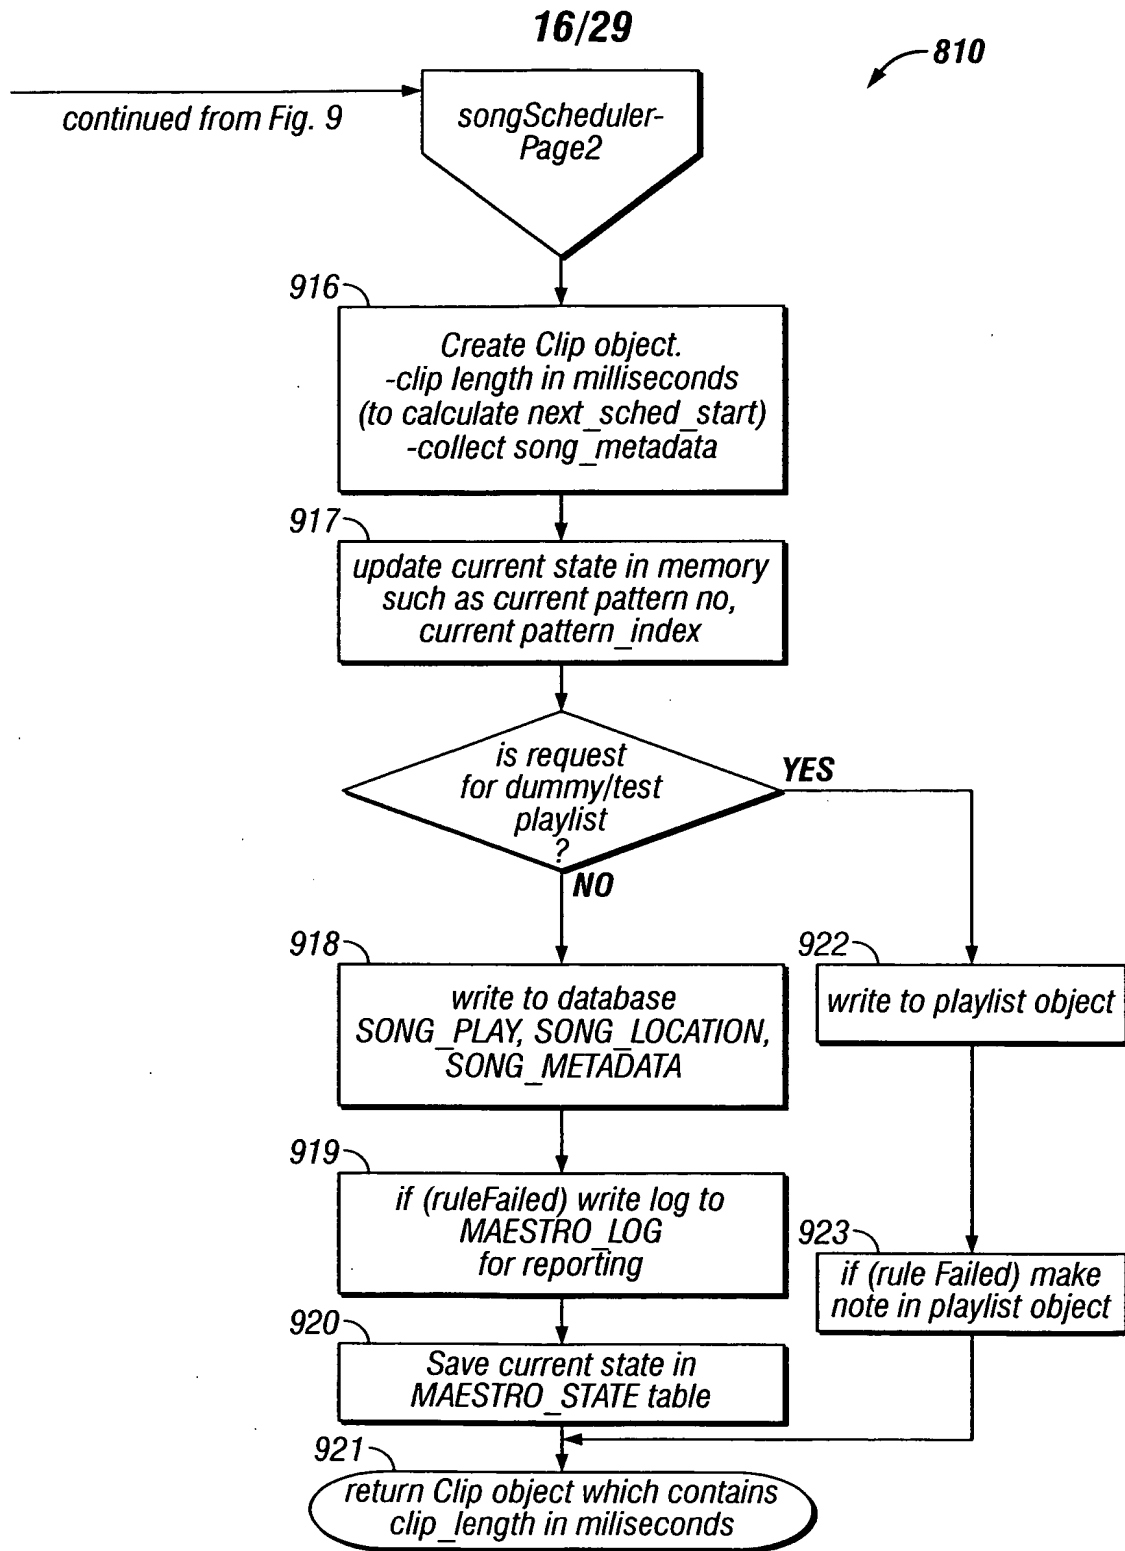 16/29
810
continued from Fig. 9
songScheduler-
Page2
916
Create Clip object.
-clip length in milliseconds
(to calculate next_sched_start)
-collect song_metadata
917
update current state in memory
such as current pattern no,
current pattern_index
is request
for dummy/test
playlist
?
YES
NO
918
write to database
SONG_PLAY, SONG_LOCATION,
SONG_METADATA
922
write to playlist object
919
if (ruleFailed) write log to
MAESTRO_LOG
for reporting
923
if (rule Failed) make
note in playlist object
920
Save current state in
MAESTRO_STATE table
921
return Clip object which contains
clip_length in miliseconds